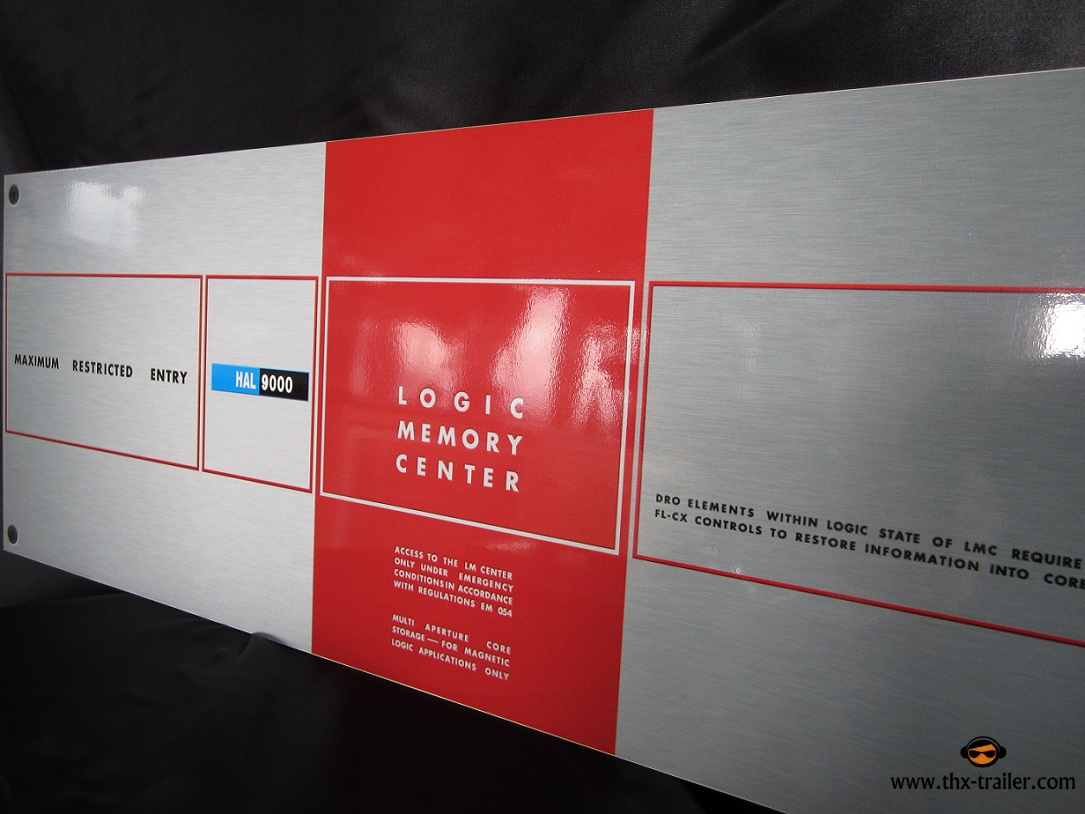 MAXIMUM RESTRICTED ENTRY
HAL 9000
LOGIC
MEMORY
CENTER
ACCESS TO THE LM CENTER
ONLY UNDER EMERGENCY
CONDITIONS IN ACCORDANCE
WITH REGULATIONS EM 054
MULTI APERTURE CORE
STORAGE — FOR MAGNETIC
LOGIC APPLICATIONS ONLY
DRO ELEMENTS WITHIN LOGIC STATE OF LMC REQUIRE
FL-CX CONTROLS TO RESTORE INFORMATION INTO CORE
www.thx-trailer.com